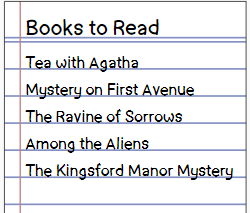 Books to Read
Tea with Agatha
Mystery on First Avenue
The Ravine of Sorrows
Among the Aliens
The Kingsford Manor Mystery